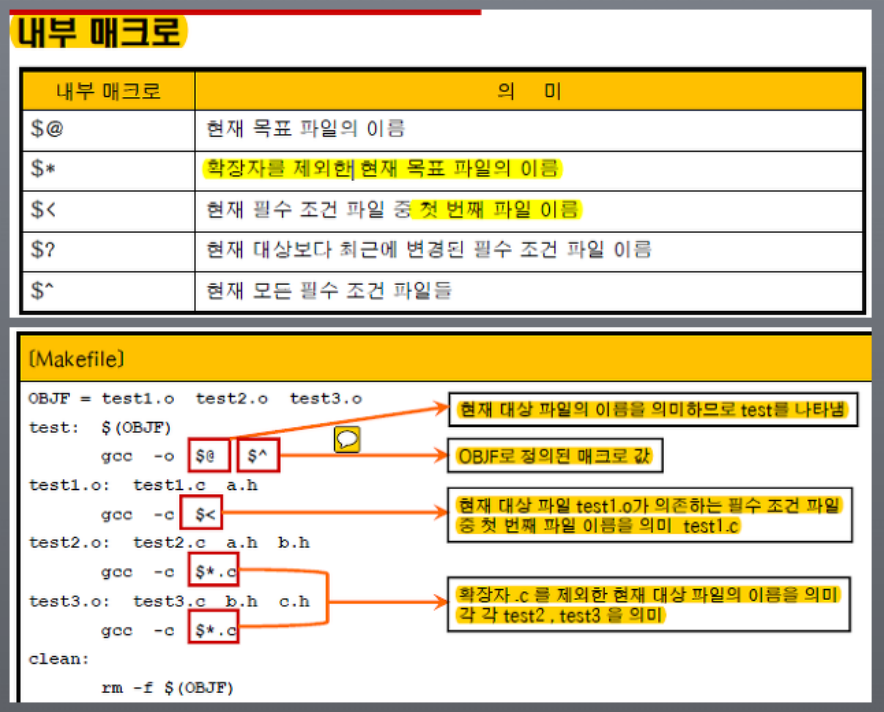 내부 매크로
내부 매크로 의 미
$@ 현재 목표 파일의 이름
$* 확장자를 제외한 현재 목표 파일의 이름
$< 현재 필수 조건 파일 중 첫 번째 파일 이름
$? 현재 대상보다 최근에 변경된 필수 조건 파일 이름
$^ 현재 모든 필수 조건 파일들
(Makefile)
OBJF = test1.o test2.o test3.o
test: $(OBJF)
gcc -o $@ $^
test1.o: test1.c a.h
gcc -c $<
test2.o: test2.c a.h b.h
gcc -c $*.c
test3.o: test3.c b.h c.h
gcc -c $*.c
clean:
rm -f $(OBJF)
현재 대상 파일의 이름을 의미하므로 test를 나타냄
OBJF로 정의된 매크로 값
현재 대상 파일 test1.o가 의존하는 필수 조건 파일
중 첫 번째 파일 이름을 의미 test1.c
확장자 .c 를 제외한 현재 대상 파일의 이름을 의미
각 각 test2 , test3 을 의미